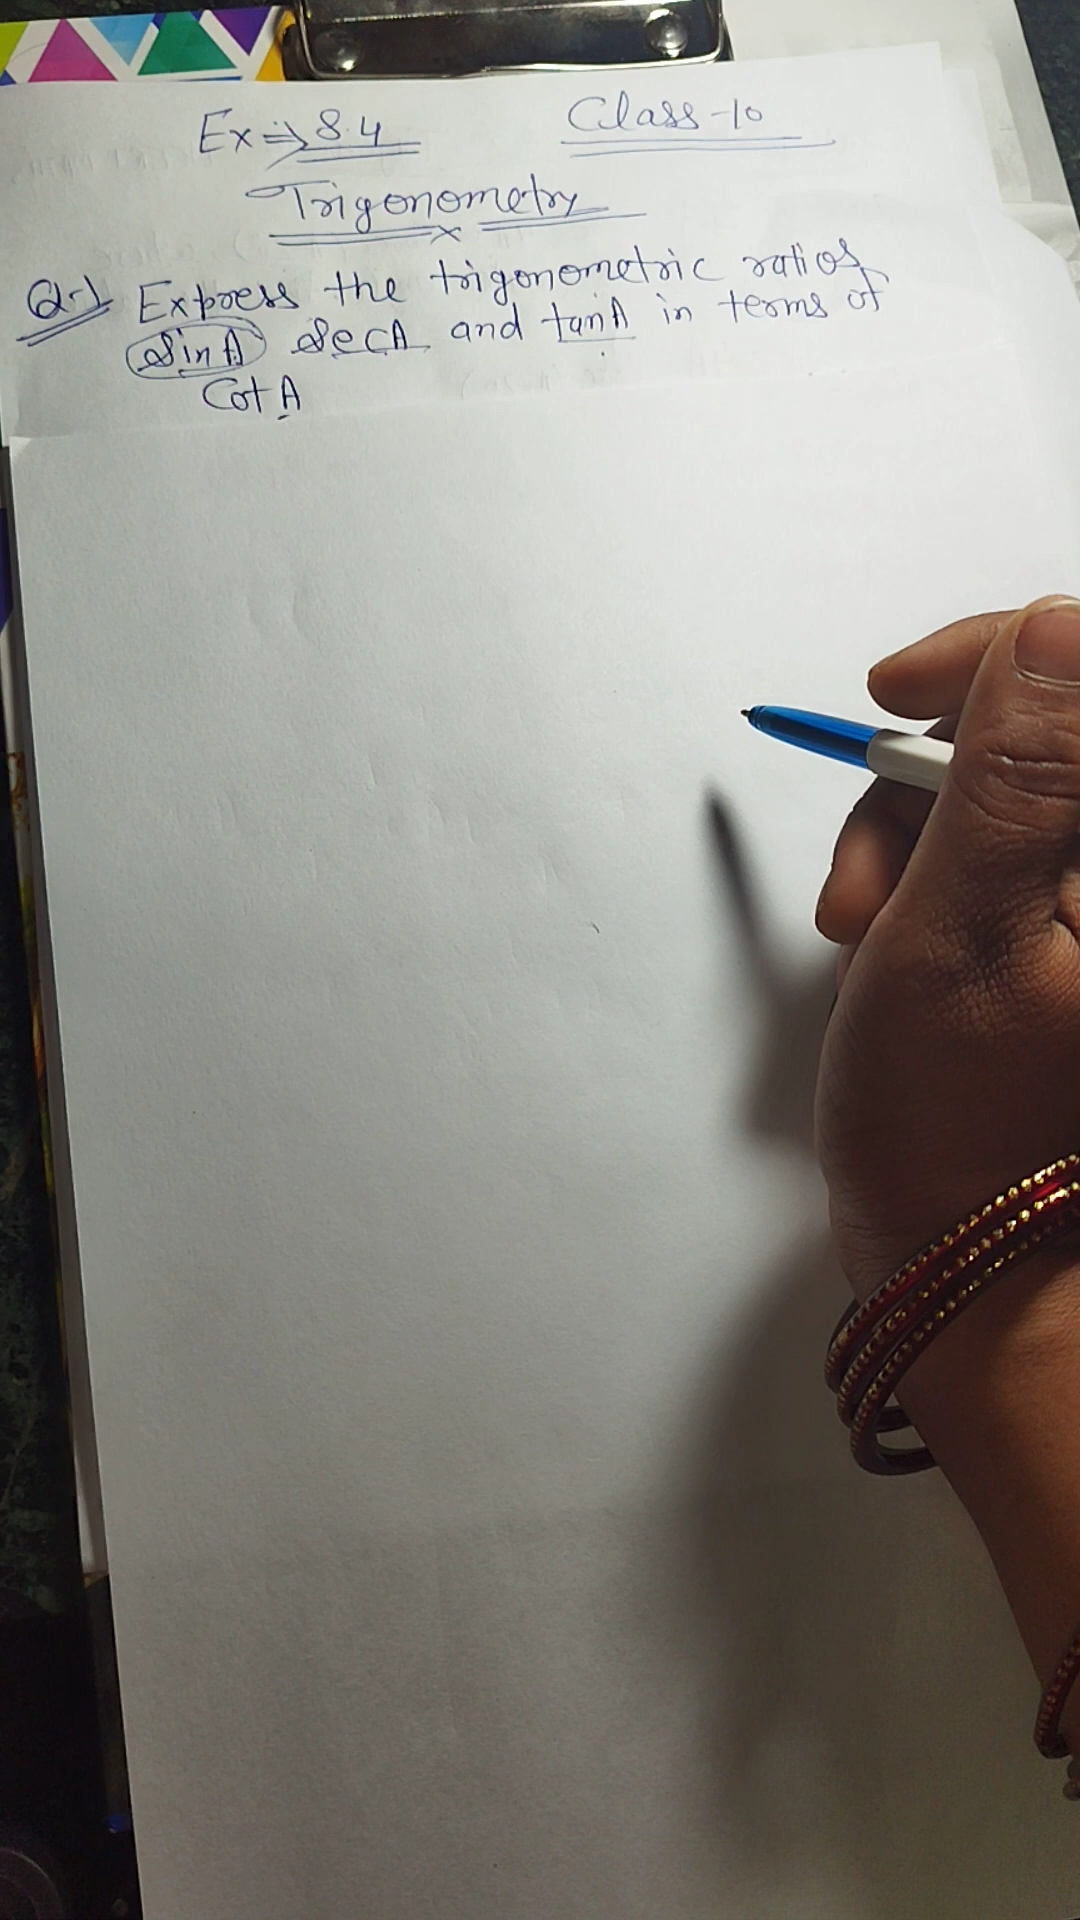 Ex ⇒ 8.4 Class-10
Trigonometry
Q-1 Express the trigonometric ratios
Sin A Sec A and tan A in terms of
Cot A